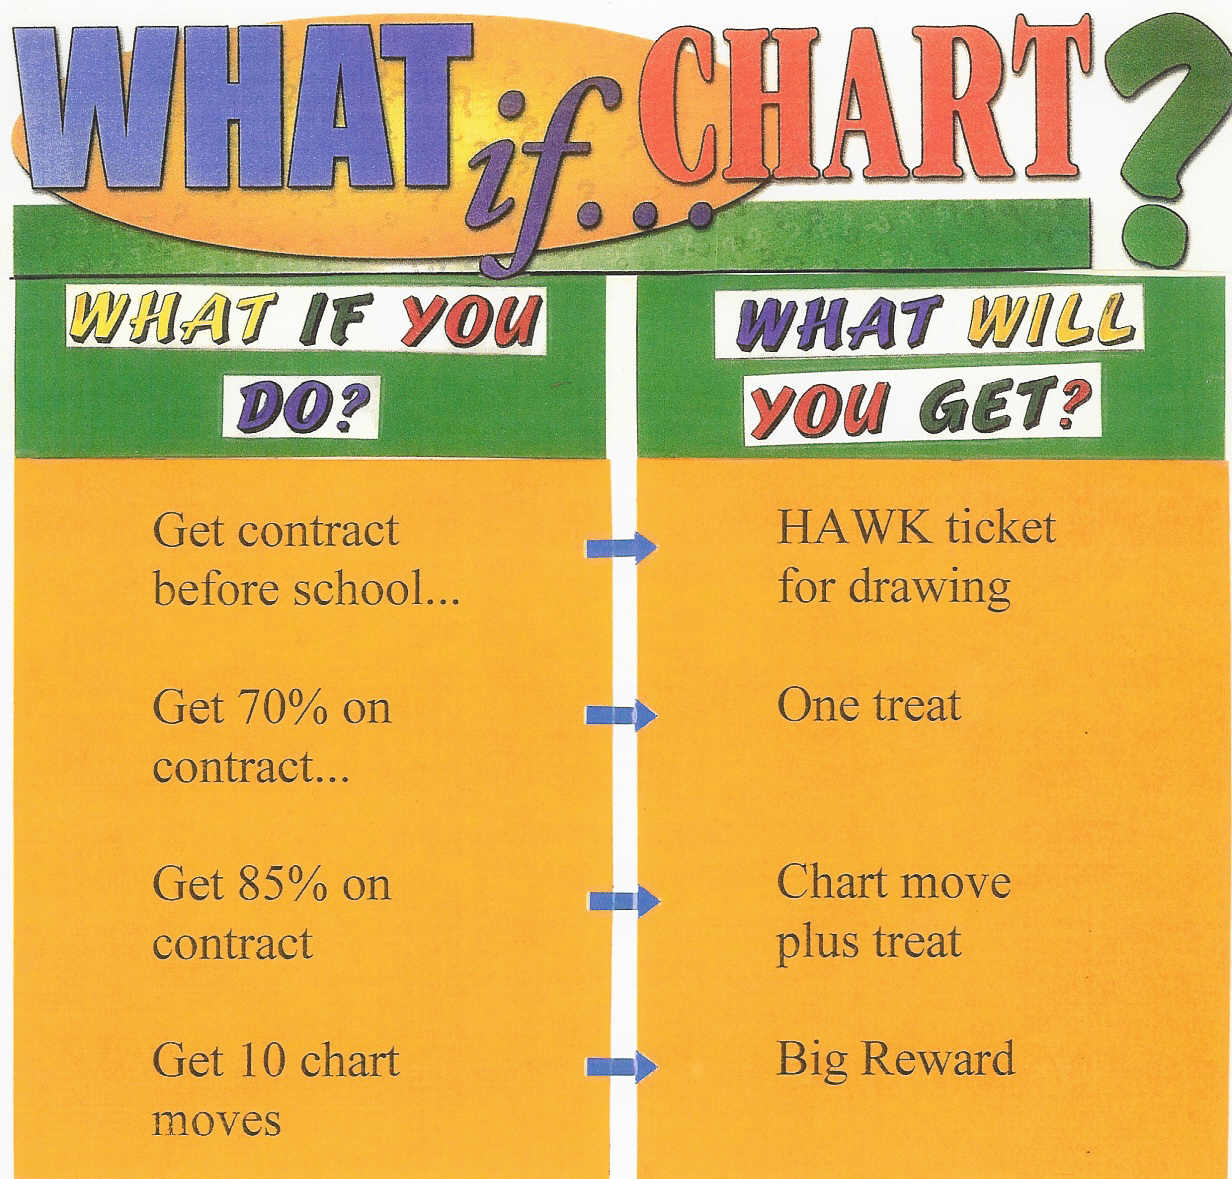 WHAT if... CHART?
WHAT IF YOU
DO?
WHAT WILL
YOU GET?
Get contract
before school...
HAWK ticket
for drawing
Get 70% on
contract...
One treat
Get 85% on
contract
Chart move
plus treat
Get 10 chart
moves
Big Reward